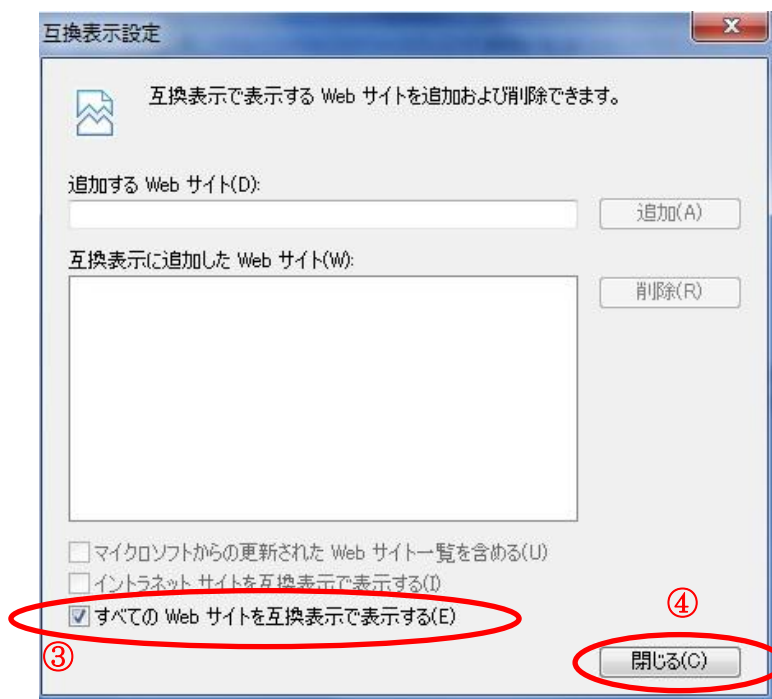 互換表示設定
互換表示で表示する Web サイトを追加および削除できます。
追加する Web サイト(D):
追加(A)
互換表示に追加した Web サイト(W):
削除(R)
マイクロソフトからの更新された Web サイト一覧を含める(U)
イントラネット サイトを互換表示で表示する(I)
すべての Web サイトを互換表示で表示する(E)
③
④
閉じる(C)